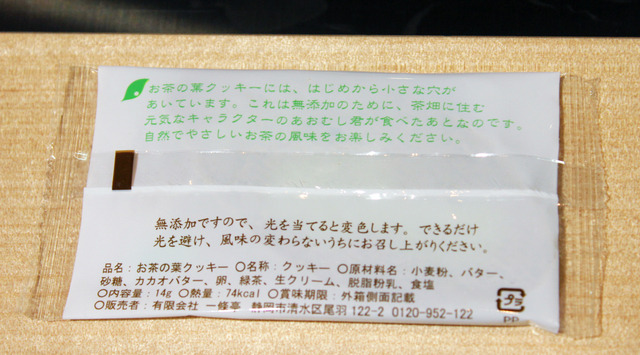 お茶の葉クッキーには、はじめから小さな穴が
あいています。これは無添加のために、茶畑に住む
元気なキャラクターのあおむし君が食べたあとなのです。
自然でやさしいお茶の風味をお楽しみください。
無添加ですので、光を当てると変色します。できるだけ
光を避け、風味の変わらないうちにお召し上がりください。
品名:お茶の葉クッキー 〇名称:クッキー 〇原材料名:小麦粉、バター、
砂糖、カカオバター、卵、緑茶、生クリーム、脱脂粉乳、食塩
〇内容量:14g 〇熱量:74kcal 〇賞味期限:外箱側面記載
〇販売者:有限会社 一修亭 静岡市清水区尾羽122-2 0120-952-122
プラ
PP